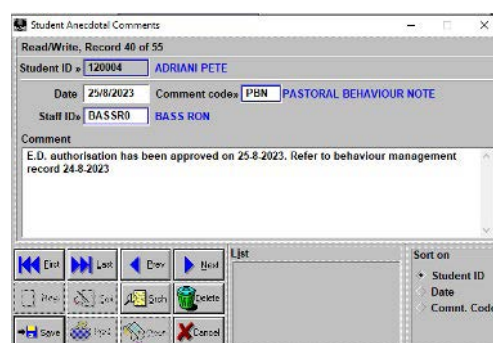 Student Anecdotal Comments
Read/Write, Record 40 of 55
Student ID » 120004 ADRIANI PETE
Date 25/8/2023 Comment code» PBN PASTORAL BEHAVIOUR NOTE
Staff ID» BASSR0 BASS RON
Comment
E.D. authorisation has been approved on 25-8-2023. Refer to behaviour management
record 24-8-2023
First Last Prev Next
List
Sort on
Student ID
Date
Comnt. Code
Srch Delete
Save Cancel